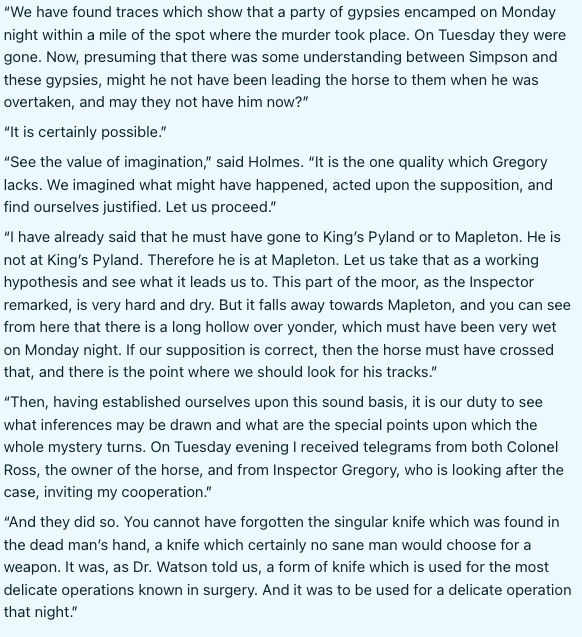 “We have found traces which show that a party of gypsies encamped on Monday
night within a mile of the spot where the murder took place. On Tuesday they were
gone. Now, presuming that there was some understanding between Simpson and
these gypsies, might he not have been leading the horse to them when he was
overtaken, and may they not have him now?”
“It is certainly possible.”
“See the value of imagination,” said Holmes. “It is the one quality which Gregory
lacks. We imagined what might have happened, acted upon the supposition, and
find ourselves justified. Let us proceed.”
“I have already said that he must have gone to King’s Pyland or to Mapleton. He is
not at King’s Pyland. Therefore he is at Mapleton. Let us take that as a working
hypothesis and see what it leads us to. This part of the moor, as the Inspector
remarked, is very hard and dry. But it falls away towards Mapleton, and you can see
from here that there is a long hollow over yonder, which must have been very wet
on Monday night. If our supposition is correct, then the horse must have crossed
that, and there is the point where we should look for his tracks.”
“Then, having established ourselves upon this sound basis, it is our duty to see
what inferences may be drawn and what are the special points upon which the
whole mystery turns. On Tuesday evening I received telegrams from both Colonel
Ross, the owner of the horse, and from Inspector Gregory, who is looking after the
case, inviting my cooperation.”
“And they did so. You cannot have forgotten the singular knife which was found in
the dead man’s hand, a knife which certainly no sane man would choose for a
weapon. It was, as Dr. Watson told us, a form of knife which is used for the most
delicate operations known in surgery. And it was to be used for a delicate operation
that night.”